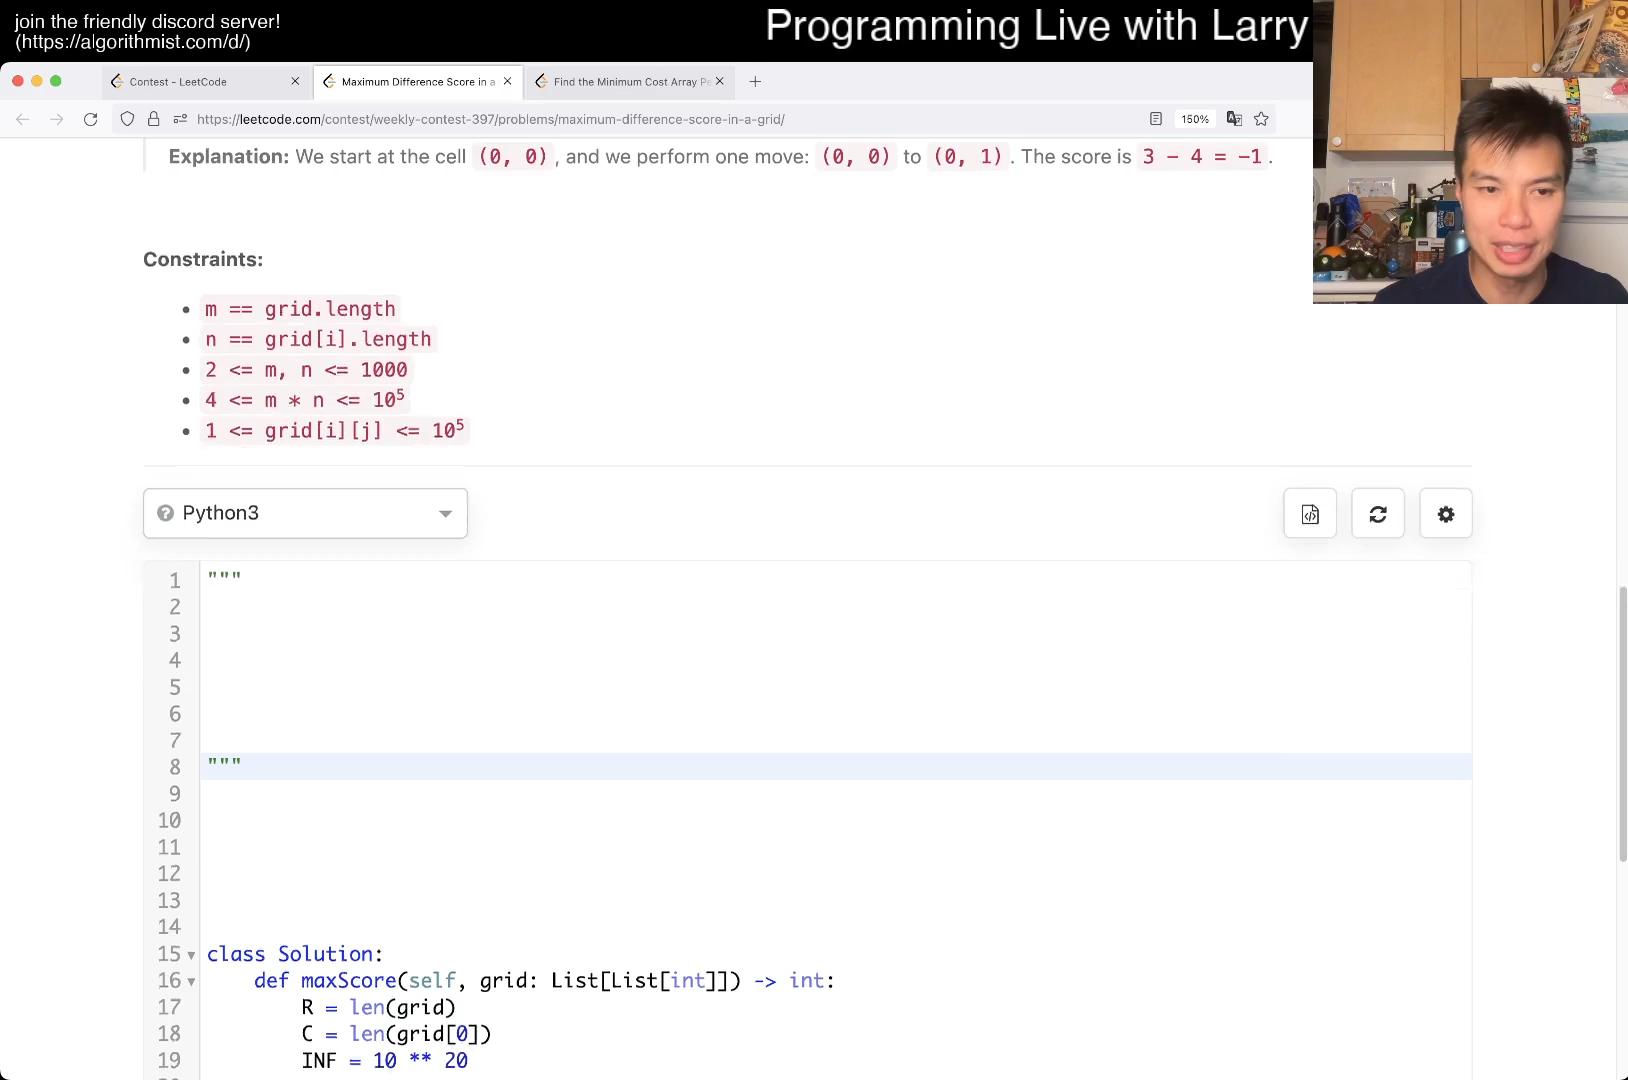 join the friendly discord server!
(https://algorithmist.com/d/)
Programming Live with Larry
Contest - LeetCode
Maximum Difference Score in a
Find the Minimum Cost Array Pe
https://leetcode.com/contest/weekly-contest-397/problems/maximum-difference-score-in-a-grid/
150%
Explanation: We start at the cell (0, 0), and we perform one move: (0, 0) to (0, 1). The score is 3 - 4 = -1.
Constraints:
• m == grid.length
• n == grid[i].length
• 2 <= m, n <= 1000
• 4 <= m * n <= 10⁵
• 1 <= grid[i][j] <= 10⁵
Python3
1 """
2
3
4
5
6
7
8 """
9
10
11
12
13
14
15 class Solution:
16 def maxScore(self, grid: List[List[int]]) -> int:
17 R = len(grid)
18 C = len(grid[0])
19 INF = 10 ** 20